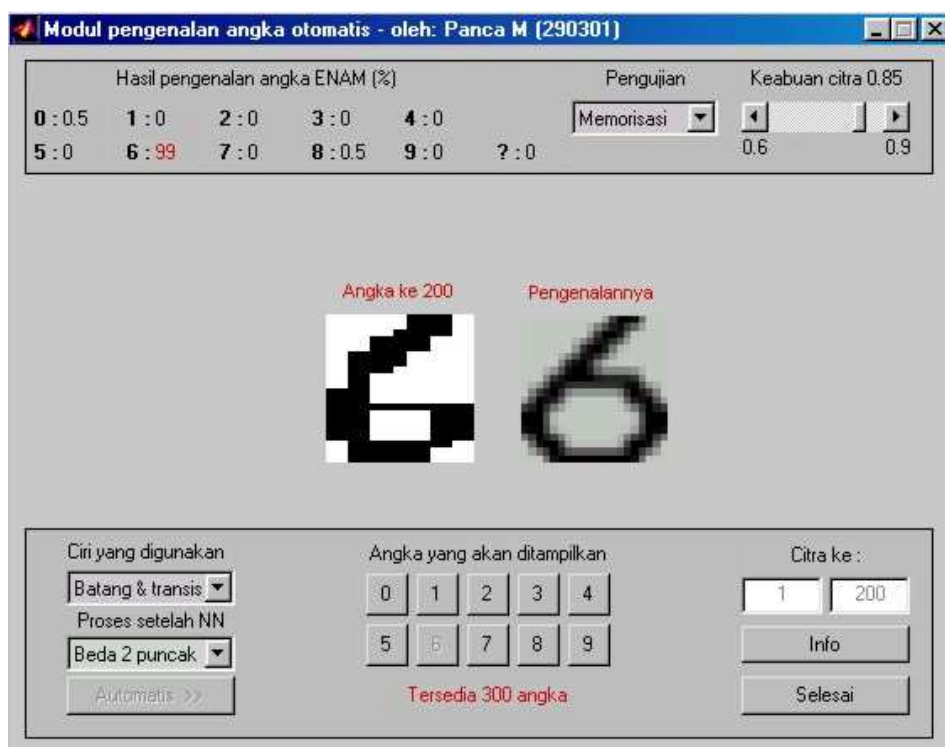 Modul pengenalan angka otomatis - oleh: Panca M (290301)
Hasil pengenalan angka ENAM (%)
0 : 0.5 1 : 0 2 : 0 3 : 0 4 : 0
5 : 0 6 : 99 7 : 0 8 : 0.5 9 : 0 ? : 0
Pengujian
Memorisasi
Keabuan citra 0.85
0.6 0.9
Angka ke 200
Pengenalannya
6 6
Ciri yang digunakan
Batang & transis
Proses setelah NN
Beda 2 puncak
Automatis >>
Angka yang akan ditampilkan
0 1 2 3 4
5 6 7 8 9
Tersedia 300 angka
Citra ke :
1 200
Info
Selesai